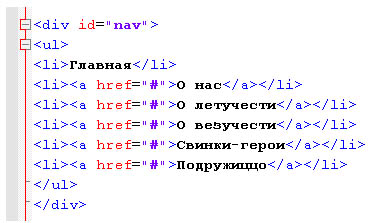 <div id="nav">
<ul>
<li>Главная</li>
<li><a href="#">О нас</a></li>
<li><a href="#">О летучести</a></li>
<li><a href="#">О везучести</a></li>
<li><a href="#">Свинки-герои</a></li>
<li><a href="#">Подружиццо</a></li>
</ul>
</div>